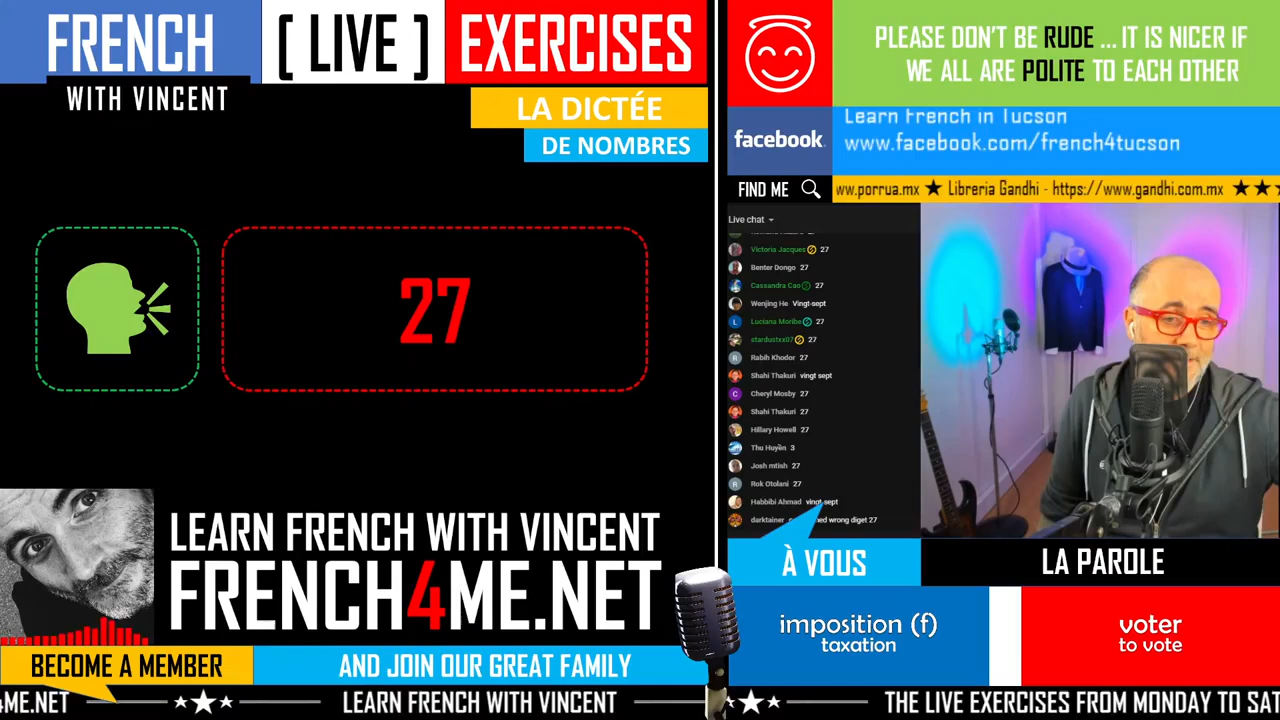 FRENCH
WITH VINCENT
[ LIVE ]
EXERCISES
LA DICTÉE
DE NOMBRES
27
LEARN FRENCH WITH VINCENT
FRENCH4ME.NET
BECOME A MEMBER
AND JOIN OUR GREAT FAMILY
4ME.NET
LEARN FRENCH WITH VINCENT
THE LIVE EXERCISES FROM MONDAY TO SAT
PLEASE DON'T BE RUDE ... IT IS NICER IF
WE ALL ARE POLITE TO EACH OTHER
facebook.
Learn French in Tucson
www.facebook.com/french4tucson
FIND ME
ww.porrua.mx ★ Libreria Gandhi - https://www.gandhi.com.mx ★★★
Live chat
Victoria Jacques 27
Benter Dongo 27
Cassandra Cao 27
Wenjing He Vingt-sept
Luciana Moribe 27
stardustxx07 27
Rabih Khodor 27
Shahi Thakuri vingt sept
Cheryl Mosby 27
Shahi Thakuri 27
Hillary Howell 27
Thu Huyền 3
Josh mtish 27
Rok Otolani 27
Habbibi Ahmad vingt sept
darktainer wrong diget 27
À VOUS
LA PAROLE
imposition (f)
taxation
voter
to vote